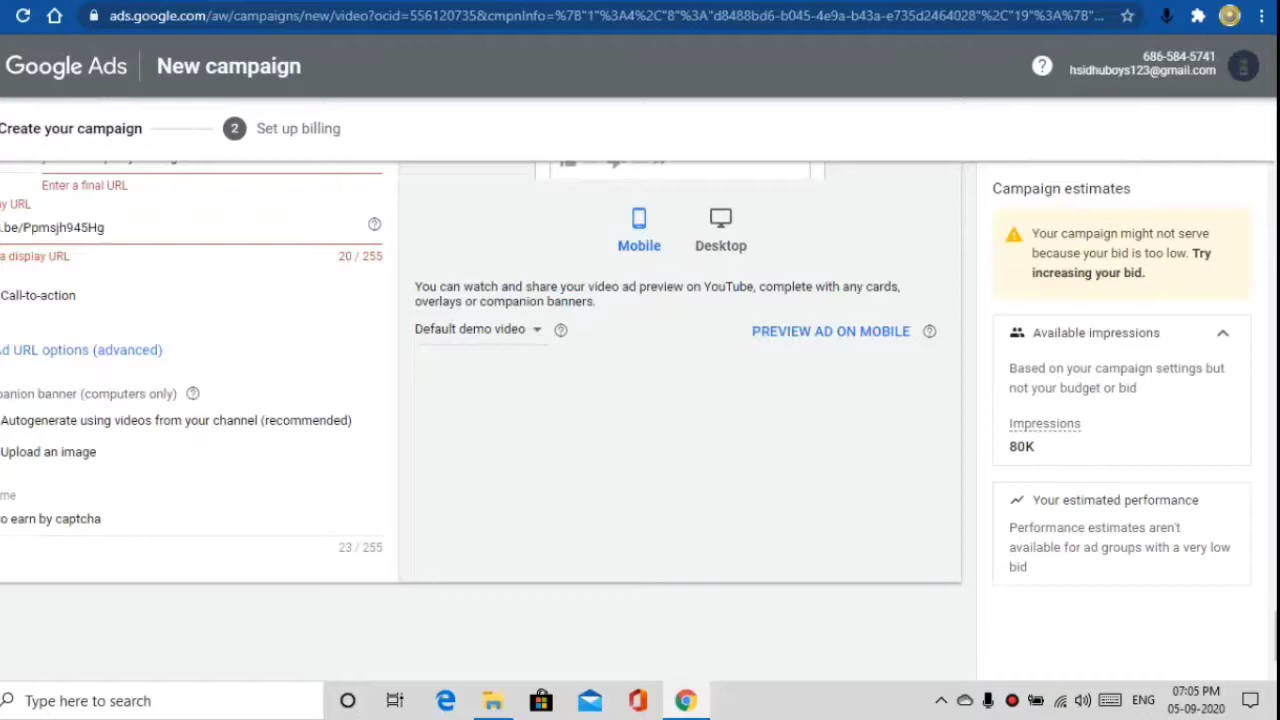 ads.google.com/aw/campaigns/new/video?ocid=556120735&cmpnInfo=%7B"1"%3A4%2C"8"%3A"d8488bd6-b045-4e9a-b43a-e735d2464028"%2C"19"%3A%78"...
Google Ads
New campaign
686-584-5741
hsidhuboys123@gmail.com
Create your campaign
2
Set up billing
Enter a final URL
ay URL
.be/Ppmsjh945Hg
a display URL
20 / 255
Call-to-action
Ad URL options (advanced)
panion banner (computers only)
Autogenerate using videos from your channel (recommended)
Upload an image
me
o earn by captcha
23 / 255
Mobile
Desktop
You can watch and share your video ad preview on YouTube, complete with any cards,
overlays or companion banners.
Default demo video
PREVIEW AD ON MOBILE
Campaign estimates
Your campaign might not serve
because your bid is too low. Try
increasing your bid.
Available impressions
Based on your campaign settings but
not your budget or bid
Impressions
80K
Your estimated performance
Performance estimates aren't
available for ad groups with a very low
bid
Type here to search
ENG
07:05 PM
05-09-2020